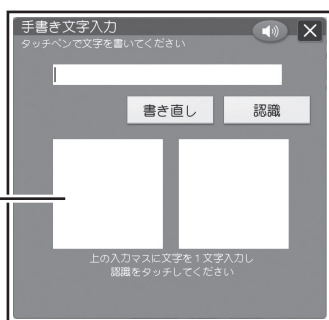 手書き文字入力
タッチペンで文字を書いてください
書き直し
認識
上の入力マスに文字を1文字入力し
認識をタッチしてください